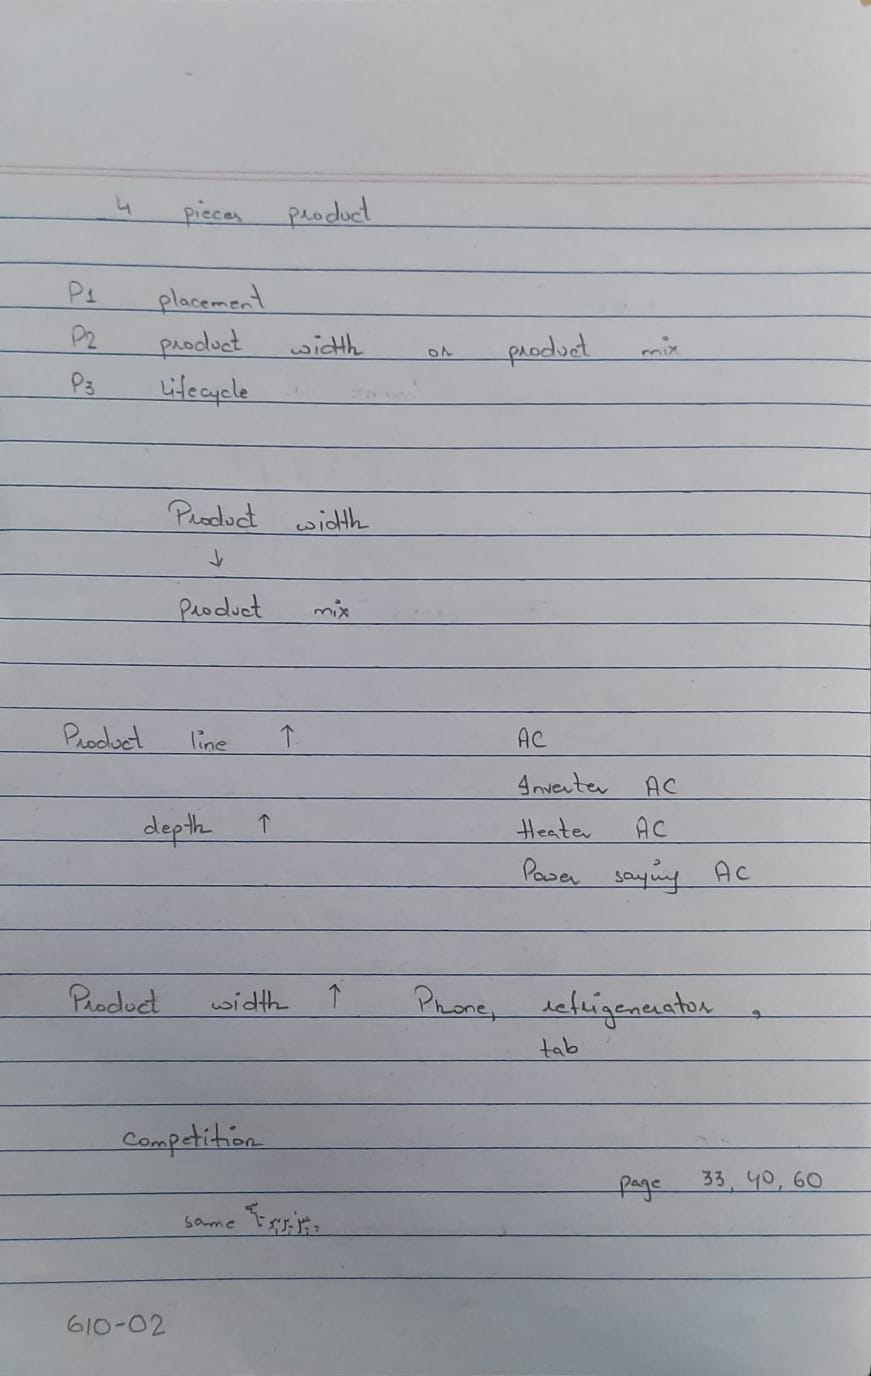 4 pieces product
P1 placement
P2 product width or product mix
P3 Lifecycle
Product width
↓
product mix
Product line ↑ AC
Inverter AC
depth ↑ Heater AC
Power saying AC
Product width ↑ Phone, refrigenerator,
tab
Competition
page 33, 40, 60
same
610-02